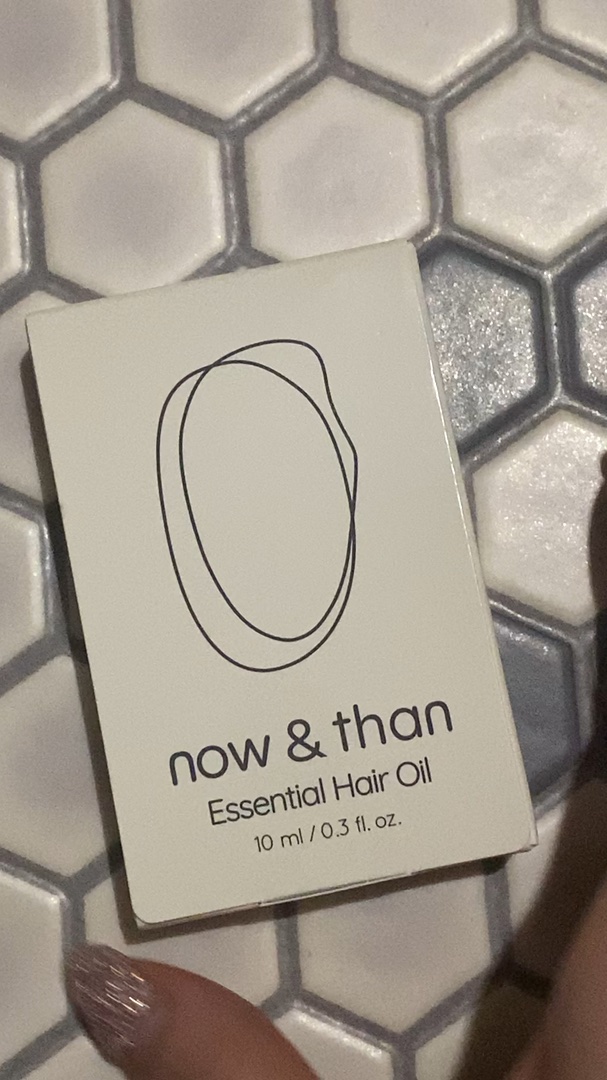 now & than
Essential Hair Oil
10 ml / 0.3 fl. oz.